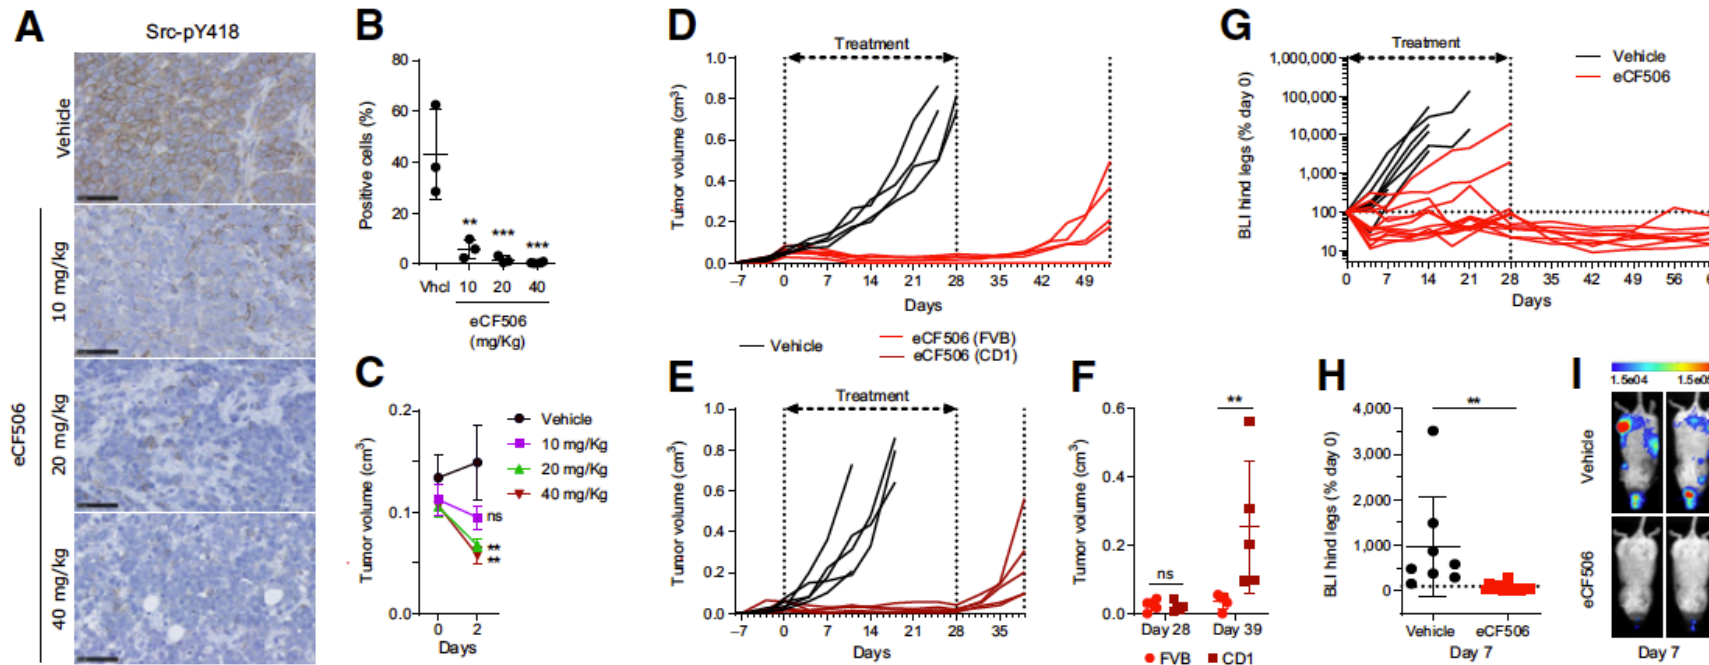 A
Src-pY418
Vehicle
10 mg/kg
20 mg/kg
40 mg/kg
eCF506
B
Positive cells (%)
80
60
40
20
0
**
***
***
Vhcl 10 20 40
eCF506
(mg/Kg)
C
Tumor volume (cm3)
0.2
0.1
0.0
Vehicle
10 mg/Kg
20 mg/Kg
40 mg/Kg
ns
**
**
0 2
Days
D
Treatment
Tumor volume (cm3)
1.0
0.8
0.6
0.4
0.2
0.0
–7 0 7 14 21 28 35 42 49
Days
Vehicle
eCF506 (FVB)
eCF506 (CD1)
E
Treatment
Tumor volume (cm3)
1.0
0.8
0.6
0.4
0.2
0.0
–7 0 7 14 21 28 35
Days
F
Tumor volume (cm3)
0.6
0.4
0.2
0.0
ns
**
Day 28 Day 39
FVB CD1
G
Treatment
Vehicle
eCF506
BLI hind legs (% day 0)
1,000,000
100,000
10,000
1,000
100
10
0 7 14 21 28 35 42 49 56
Days
H
BLI hind legs (% day 0)
4,000
3,000
2,000
1,000
0
**
Vehicle eCF506
Day 7
I
1.5e04
Vehicle
eCF506
Day 7